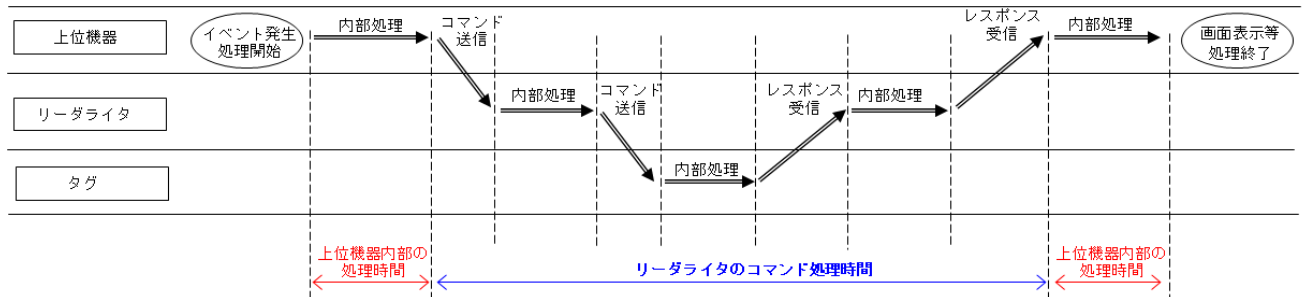 上位機器
イベント発生
処理開始
内部処理
コマンド
送信
レスポンス
受信
内部処理
画面表示等
処理終了
リーダライタ
内部処理
コマンド
送信
レスポンス
受信
内部処理
タグ
内部処理
上位機器内部の
処理時間
リーダライタのコマンド処理時間
上位機器内部の
処理時間